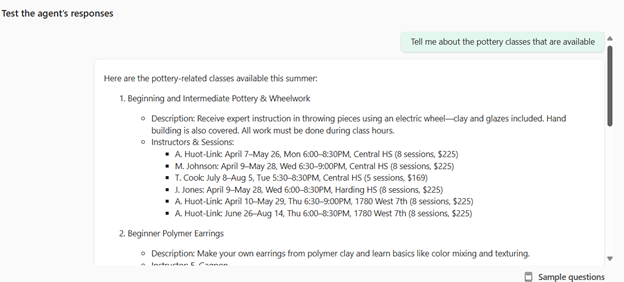 Test the agent's responses
Tell me about the pottery classes that are available
Here are the pottery-related classes available this summer:
1. Beginning and Intermediate Pottery & Wheelwork
Description: Receive expert instruction in throwing pieces using an electric wheel—clay and glazes included. Hand
building is also covered. All work must be done during class hours.
Instructors & Sessions:
A. Huot-Link: April 7–May 26, Mon 6:00–8:30PM, Central HS (8 sessions, $225)
M. Johnson: April 9–May 28, Wed 6:30–9:00PM, Central HS (8 sessions, $225)
T. Cook: July 8–Aug 5, Tue 5:30–8:30PM, Central HS (5 sessions, $169)
J. Jones: April 9–May 28, Wed 6:00–8:30PM, Harding HS (8 sessions, $225)
A. Huot-Link: April 10–May 29, Thu 6:30–9:00PM, 1780 West 7th (8 sessions, $225)
A. Huot-Link: June 26–Aug 14, Thu 6:00–8:30PM, 1780 West 7th (8 sessions, $225)
2. Beginner Polymer Earrings
Description: Make your own earrings from polymer clay and learn basics like color mixing and texturing.
Instructor: E. Gagnon
Sample questions